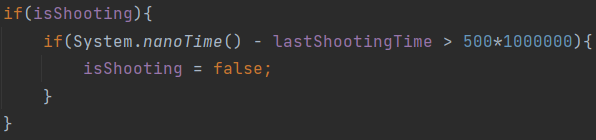 if(isShooting){
    if(System.nanoTime() - lastShootingTime > 500*1000000){
        isShooting = false;
    }
}